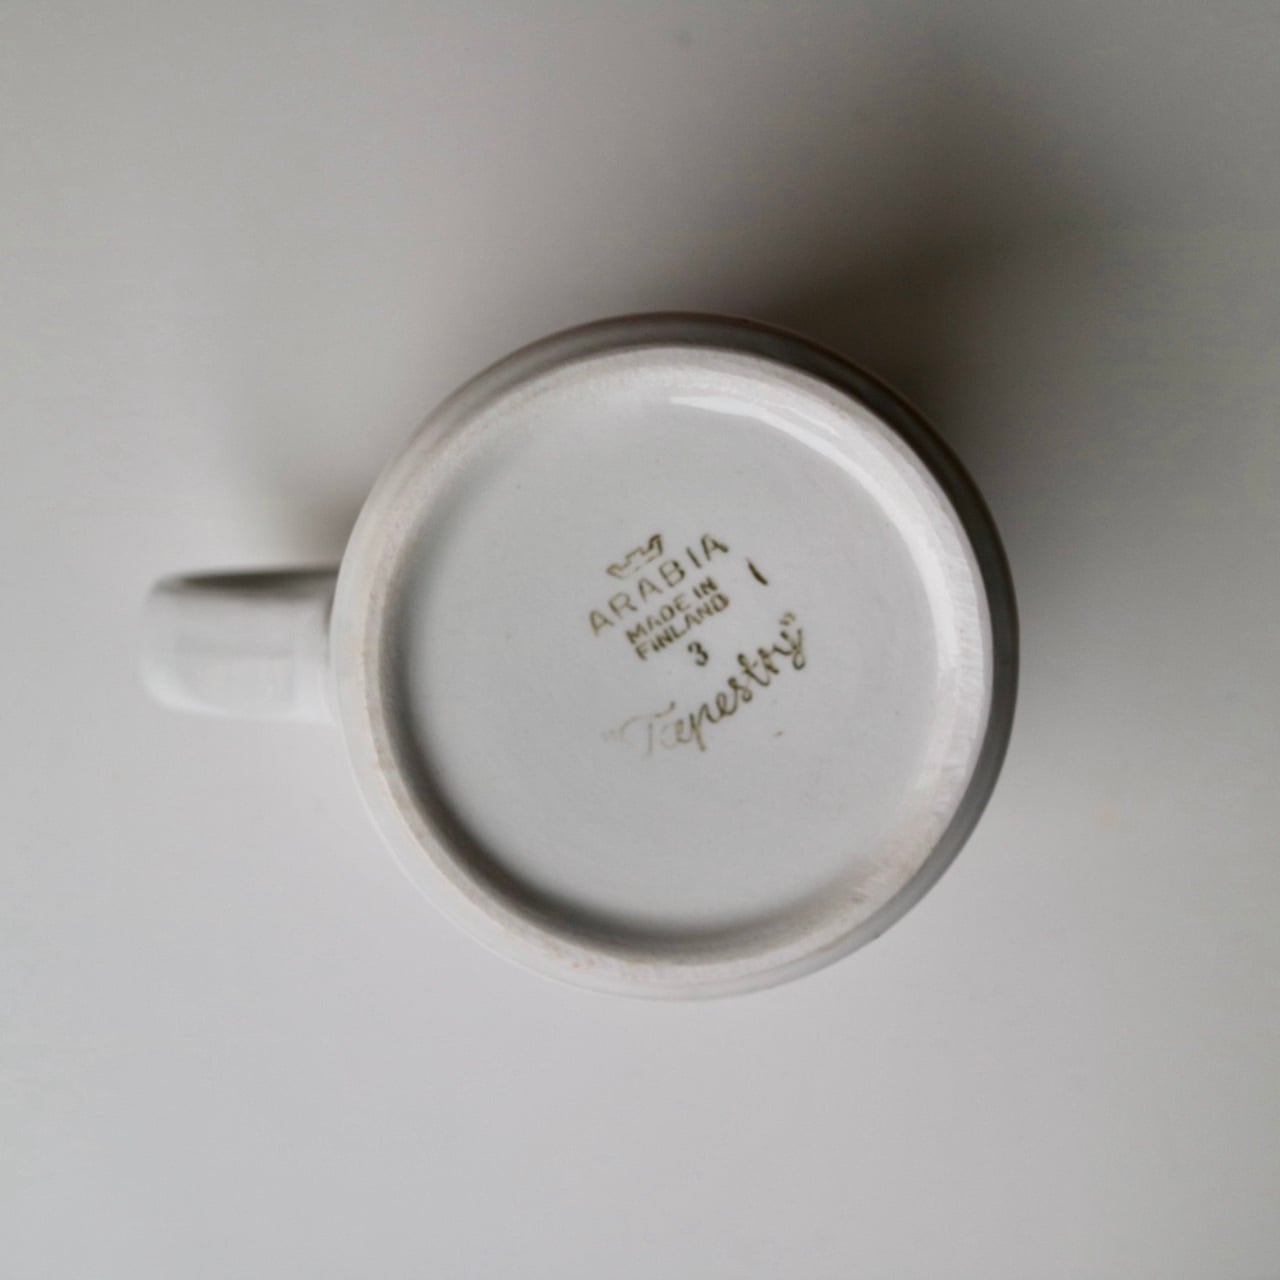 ARABIA
MADE IN
FINLAND
3
1
"Tapestry"